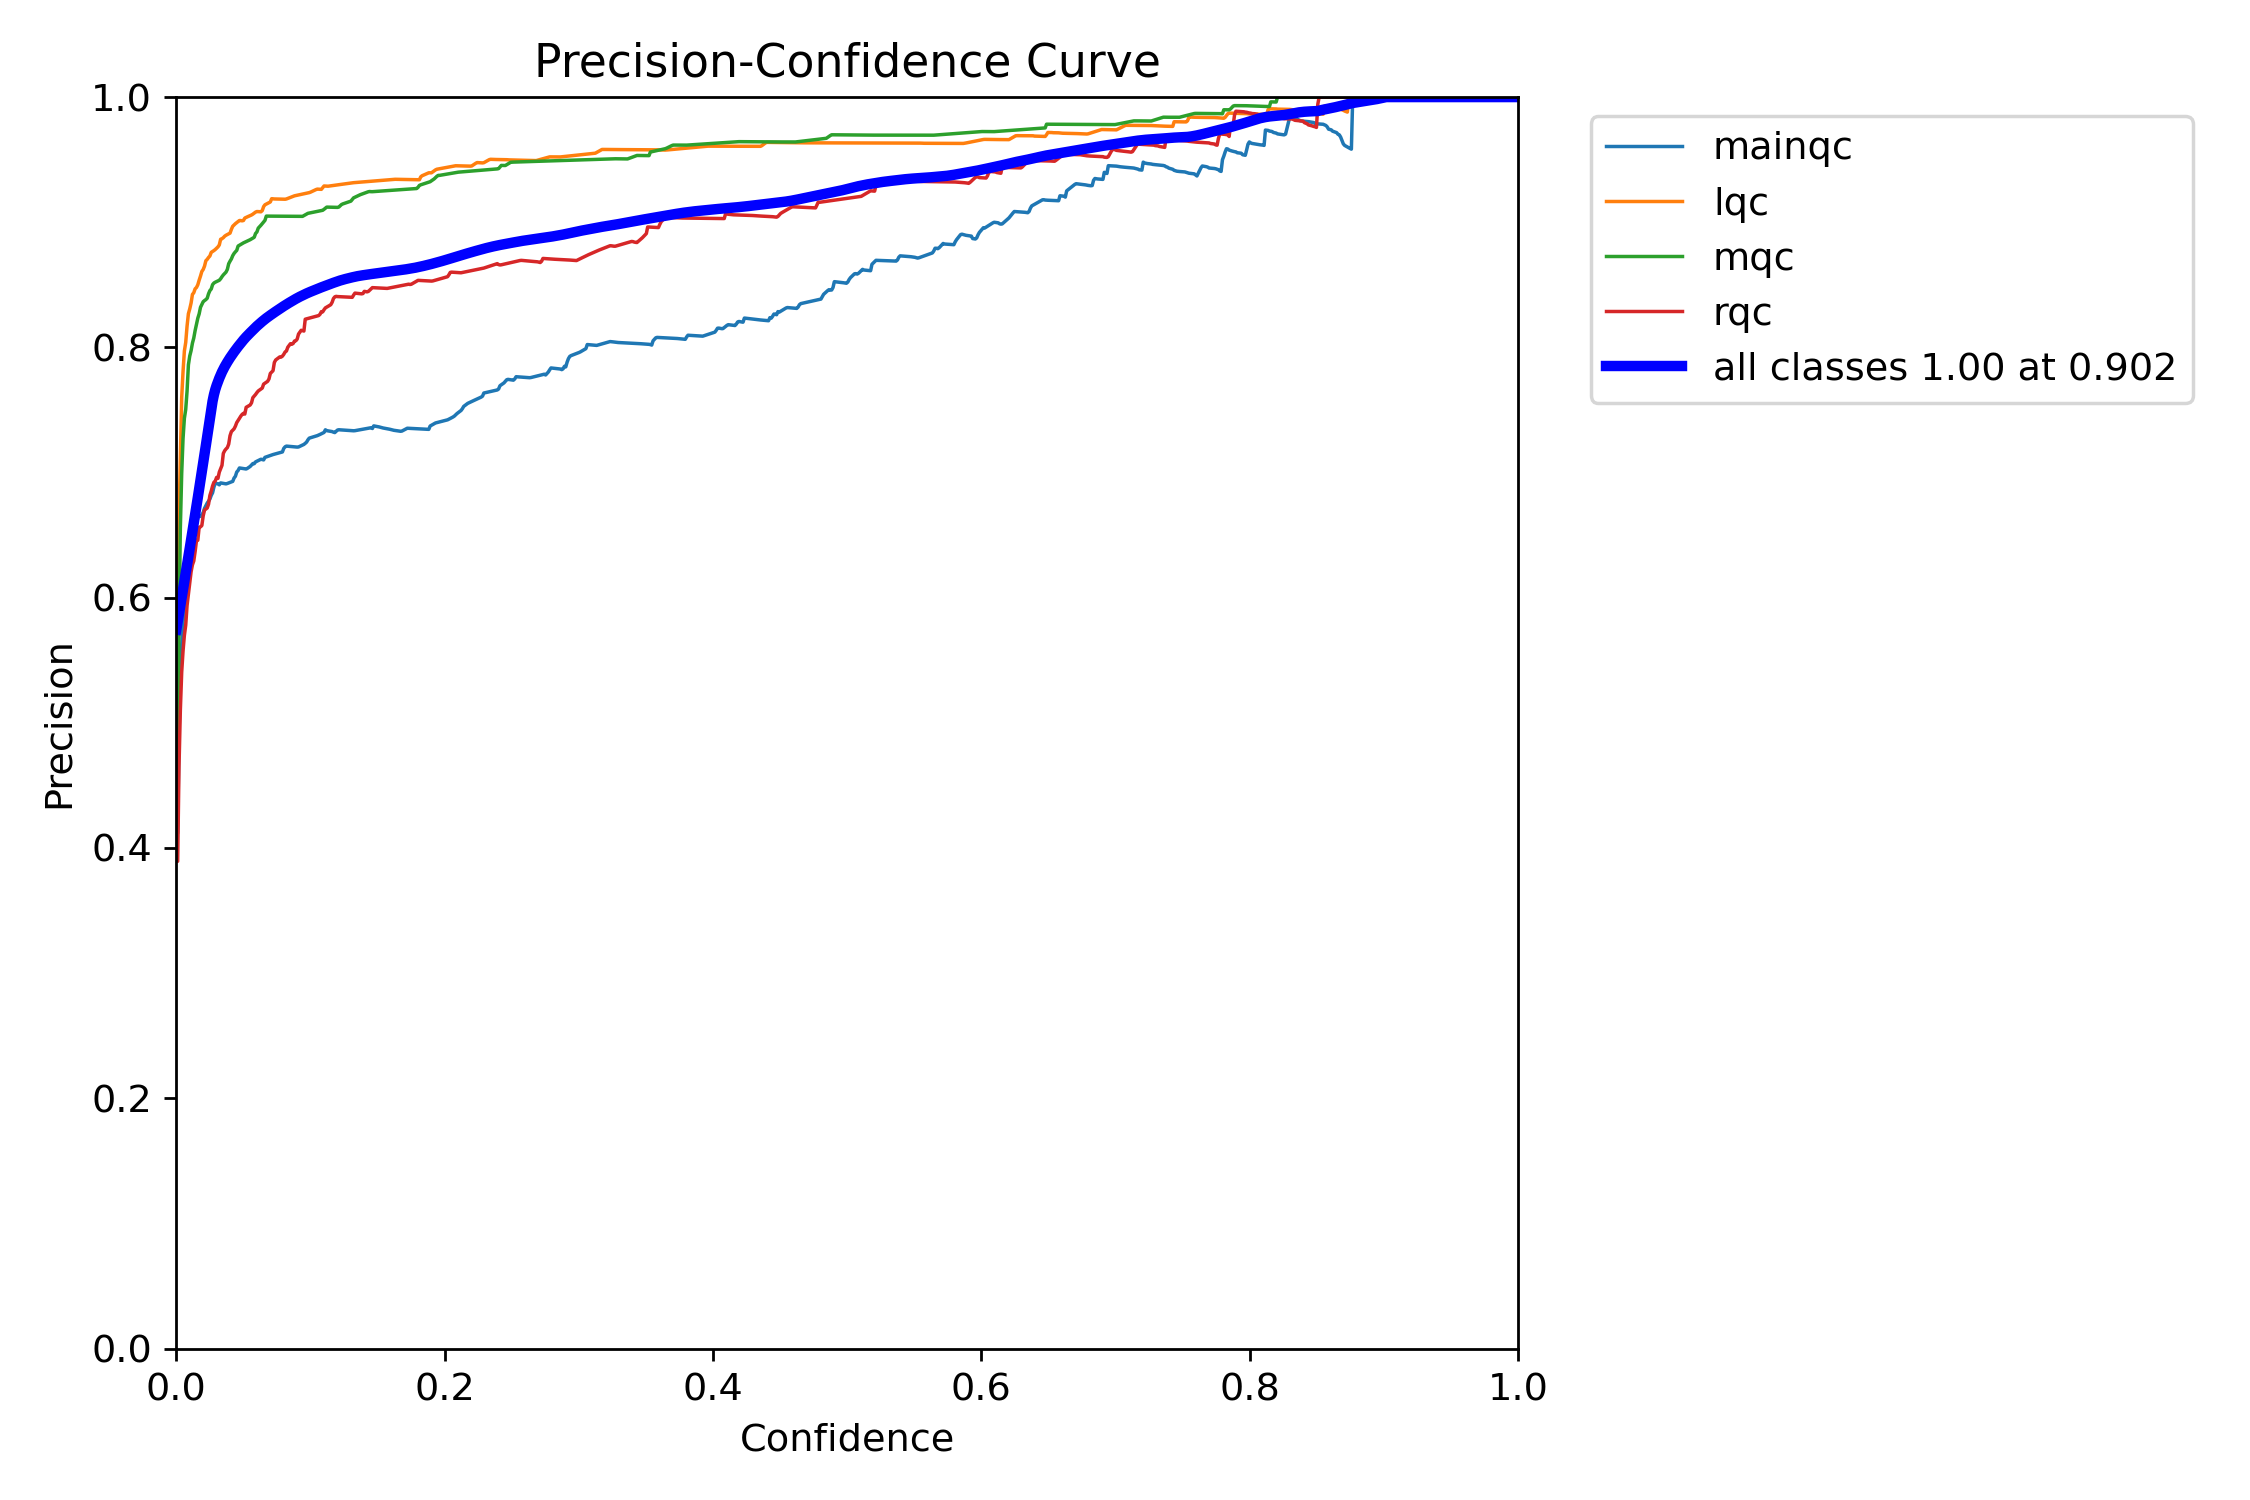 Precision-Confidence Curve
1.0
0.8
0.6
0.4
0.2
0.0
Precision
0.0 0.2 0.4 0.6 0.8 1.0
Confidence
mainqc
lqc
mqc
rqc
all classes 1.00 at 0.902